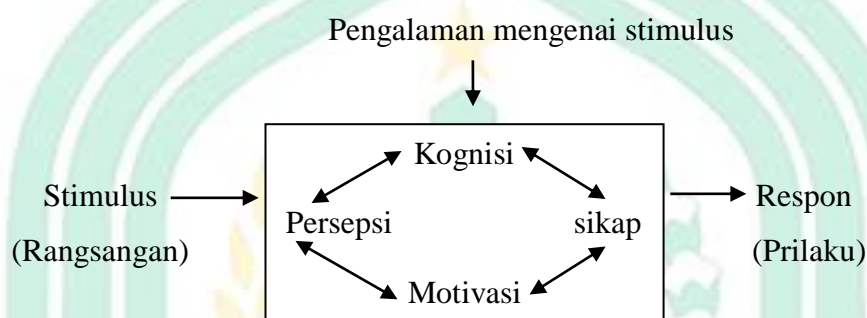 Pengalaman mengenai stimulus
Kognisi
Stimulus
Respon
Persepsi
sikap
(Rangsangan)
(Prilaku)
Motivasi